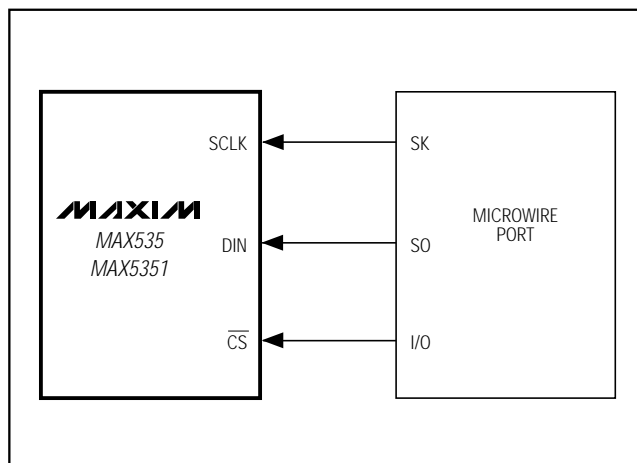 SCLK
SK
MAXIM
MAX535
MAX5351
DIN
SO
MICROWIRE
PORT
CS
I/O